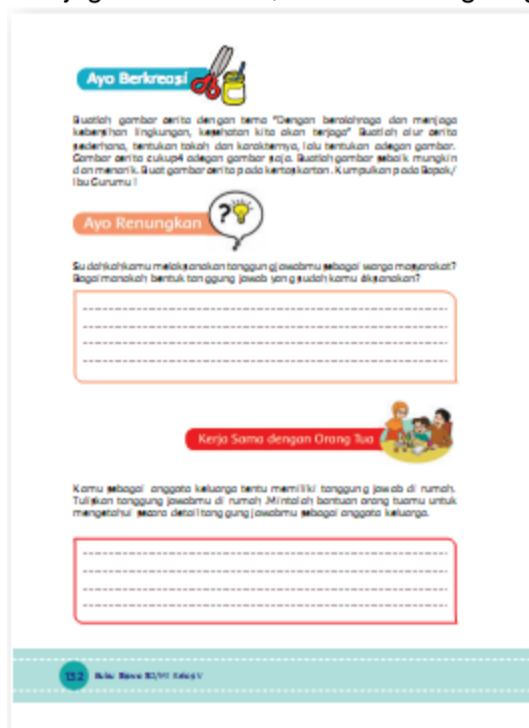 Ayo Berkreasi
Buatlah gambar cerita dengan tema "Dengan berolahraga dan menjaga
kebersihan lingkungan, kesehatan kita akan terjaga" Buatlah alur cerita
sederhana, tentukan tokoh dan karakternya, lalu tentukan adegan gambar.
Gambar cerita cukup4 adegan gambar saja. Buatlah gambar sebaik mungkin
dan menarik. Buat gambar cerita pada kertas karton. Kumpulkan pada Bapak/
Ibu Gurumu !
?
Ayo Renungkan
Sudahkah kamu melaksanakan tanggung jawabmu sebagai warga masyarakat?
Bagaimanakah bentuk tanggung jawab yang sudah kamu
Kerja Sama dengan Orang Tua
Kamu sebagai anggota keluarga tentu memiliki tanggung jawab di rumah.
Tuliskan tanggung jawabmu di rumah .Mintalah bantuan orang tuamu untuk
mengetahui secara detail tanggung jawabmu sebagai anggota keluarga.
132 Buku Siswa SD/MI Kelas V